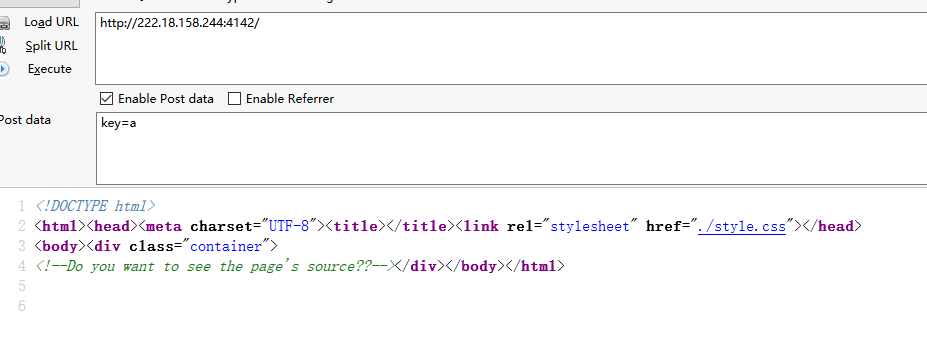 Load URL
http://222.18.158.244:4142/
Split URL
Execute
Enable Post data
Enable Referrer
Post data
key=a
1 <!DOCTYPE html>
2 <html><head><meta charset="UTF-8"><title></title><link rel="stylesheet" href="./style.css"></head>
3 <body><div class="container">
4 <!--Do you want to see the page's source??--></div></body></html>
5
6